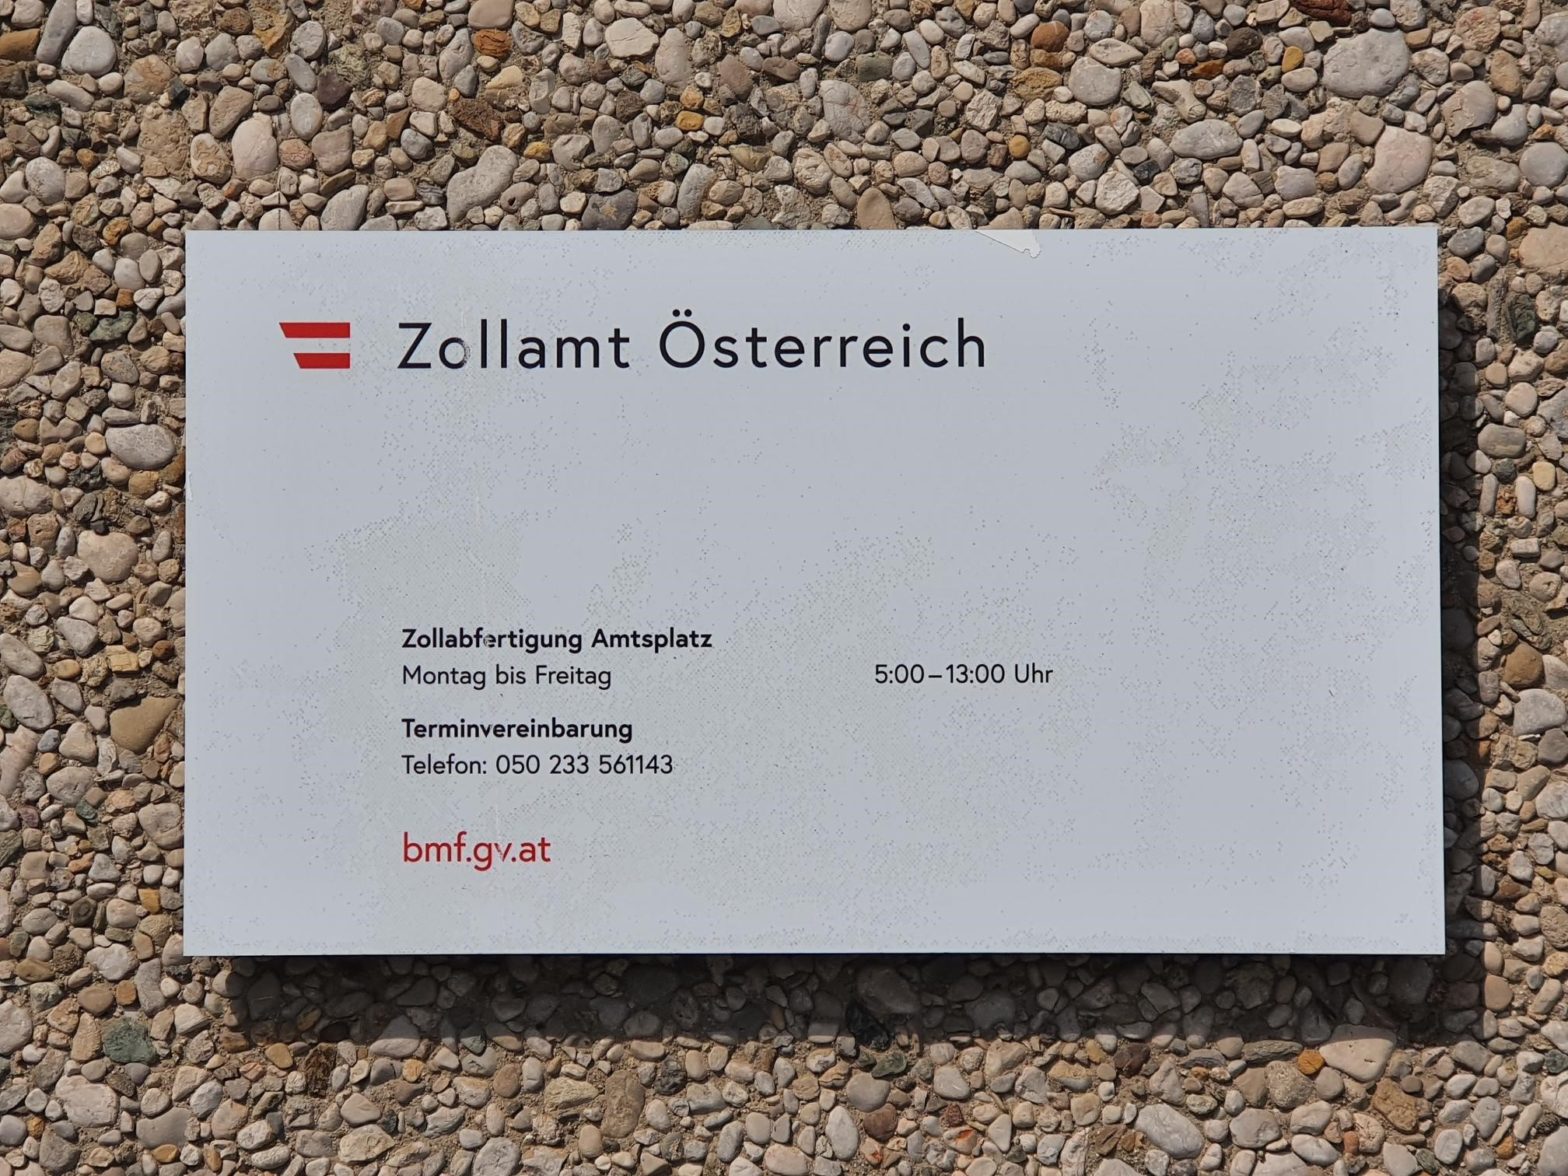 Zollamt Österreich
Zollabfertigung Amtsplatz
Montag bis Freitag 5:00–13:00 Uhr
Terminvereinbarung
Telefon: 050 233 561143
bmf.gv.at